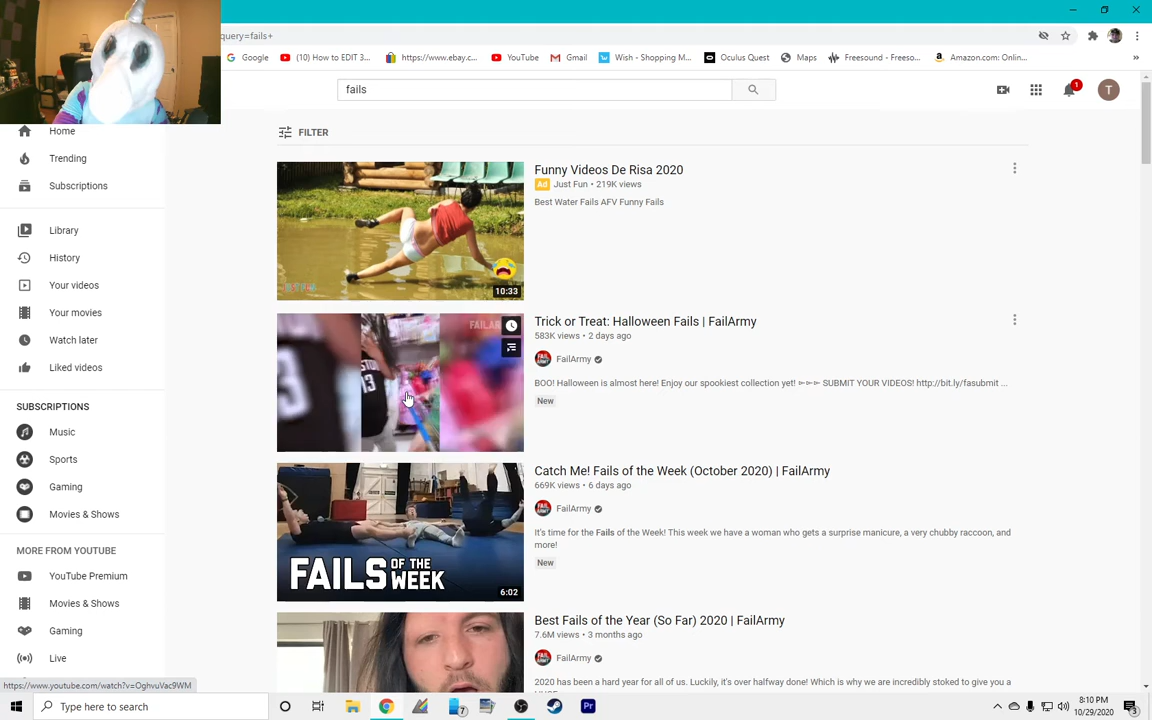 query=fails+
Google
(10) How to EDIT 3...
https://www.ebay.c...
YouTube
Gmail
Wish - Shopping M...
Oculus Quest
Maps
Freesound - Freeso...
Amazon.com: Onlin...
»
fails
1
T
Home
Trending
Subscriptions
Library
History
Your videos
Your movies
Watch later
Liked videos
SUBSCRIPTIONS
Music
Sports
Gaming
Movies & Shows
MORE FROM YOUTUBE
YouTube Premium
Movies & Shows
Gaming
Live
FILTER
10:33
Funny Videos De Risa 2020
Ad Just Fun • 219K views
Best Water Fails AFV Funny Fails
Trick or Treat: Halloween Fails | FailArmy
583K views • 2 days ago
FailArmy
BOO! Halloween is almost here! Enjoy our spookiest collection yet! ▻▻▻ SUBMIT YOUR VIDEOS! http://bit.ly/fasubmit ...
New
FAILS OF THE
WEEK
6:02
Catch Me! Fails of the Week (October 2020) | FailArmy
669K views • 6 days ago
FailArmy
It's time for the Fails of the Week! This week we have a woman who gets a surprise manicure, a very chubby raccoon, and
more!
New
Best Fails of the Year (So Far) 2020 | FailArmy
7.6M views • 3 months ago
FailArmy
2020 has been a hard year for all of us. Luckily, it's over halfway done! Which is why we are incredibly stoked to give you a
https://www.youtube.com/watch?v=OghvuVac9WM
Type here to search
7
Pr
8:10 PM
10/29/2020
3